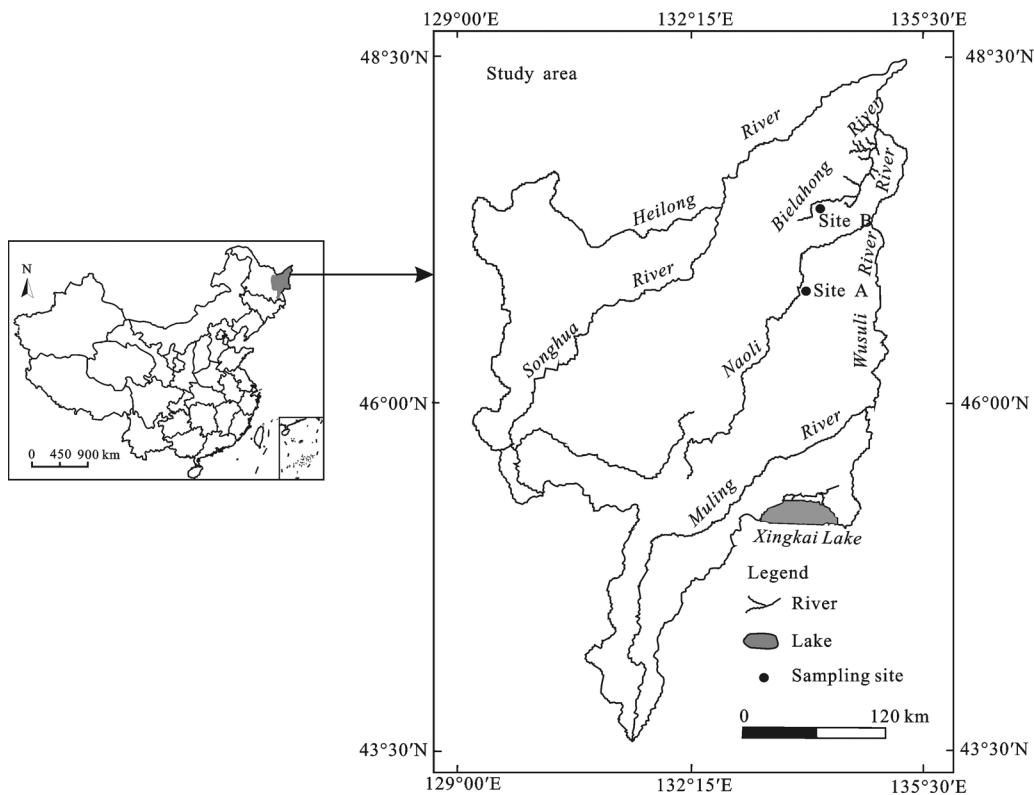 129°00′E 132°15′E 135°30′E
48°30′N 48°30′N
Study area
River
River
River
Bielahong
Heilong
Site B
River
River
Site A
N
Songhua
Naoli
Wusuli
46°00′N 46°00′N
River
0 450 900 km
Muling
Xingkai Lake
Legend
River
Lake
Sampling site
0 120 km
43°30′N 43°30′N
129°00′E 132°15′E 135°30′E